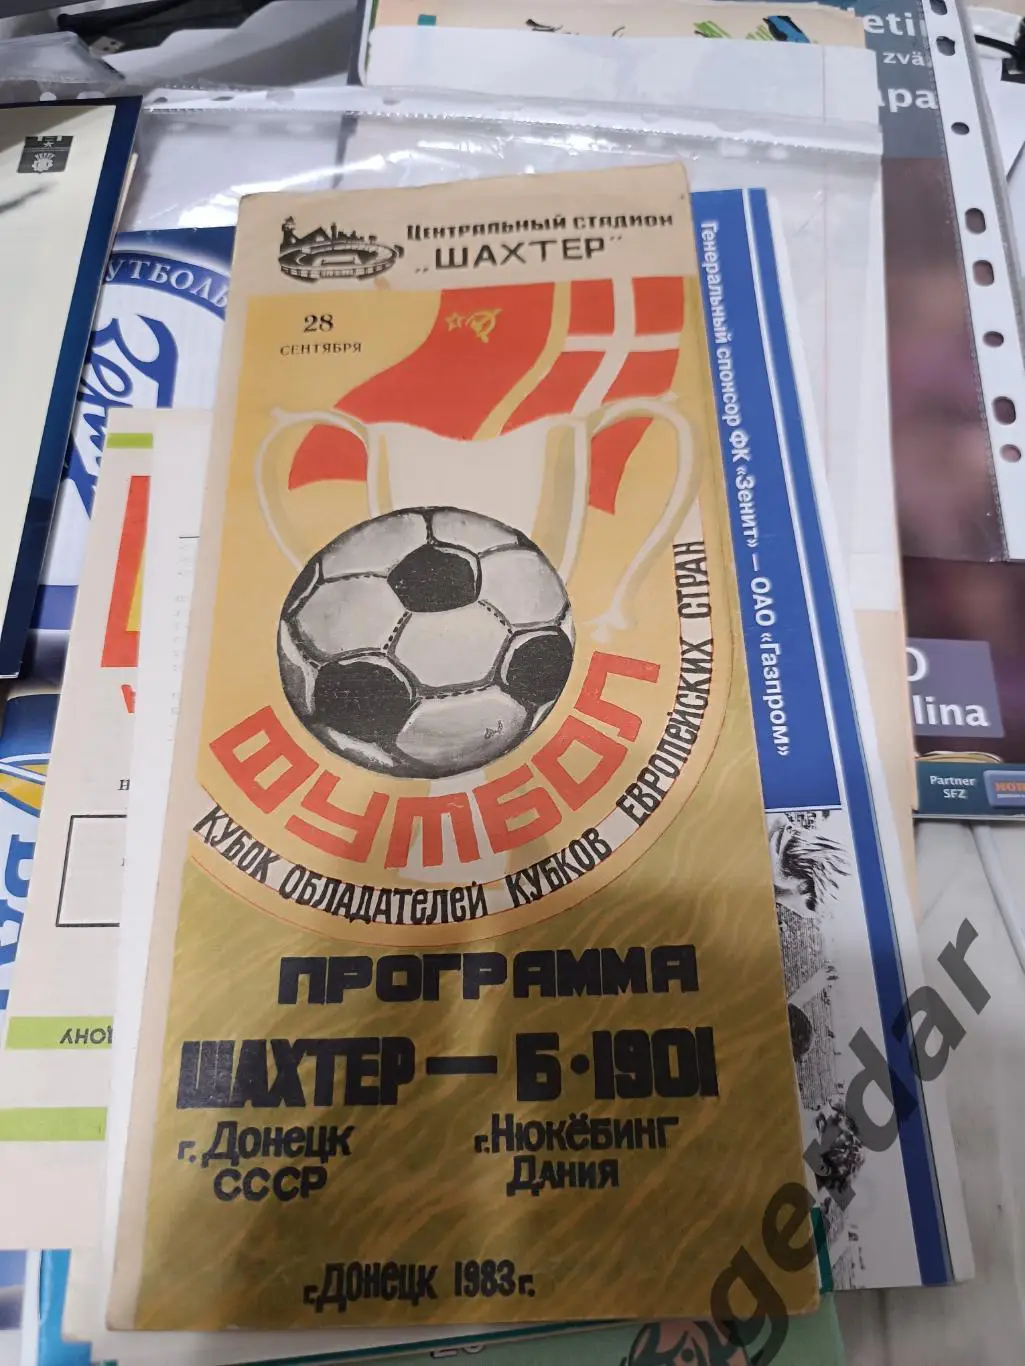 ЦЕНТРАЛЬНЫЙ СТАДИОН
„ШАХТЕР"
28
СЕНТЯБРЯ
ФУТБОЛ
КУБОК ОБЛАДАТЕЛЕЙ КУБКОВ ЕВРОПЕЙСКИХ СТРАН
ПРОГРАММА
ШАХТЕР — Б·1901
г. Донецк
СССР
г. Нюкёбинг
Дания
г. Донецк 1983 г.
Генеральный спонсор ФК «Зенит» – ОАО «Газпром»
lina
Partner
SFZ
gerdar